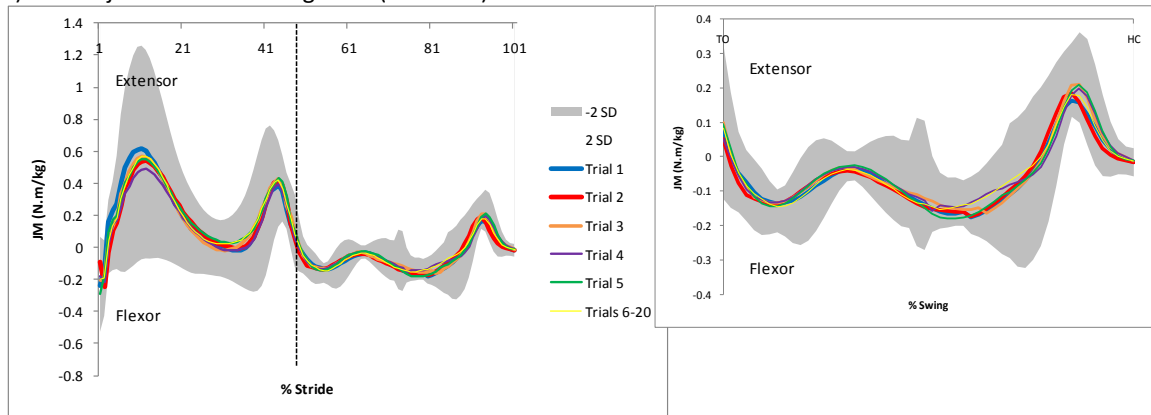 1.4
1.2
1
0.8
0.6
0.4
0.2
0
-0.2
-0.4
-0.6
-0.8
1
21
41
61
81
101
Extensor
Flexor
JM (N.m/kg)
% Stride
-2 SD
2 SD
Trial 1
Trial 2
Trial 3
Trial 4
Trial 5
Trials 6-20
0.4
0.3
0.2
0.1
0
-0.1
-0.2
-0.3
-0.4
TO
HC
Extensor
Flexor
JM (N.m/kg)
% Swing